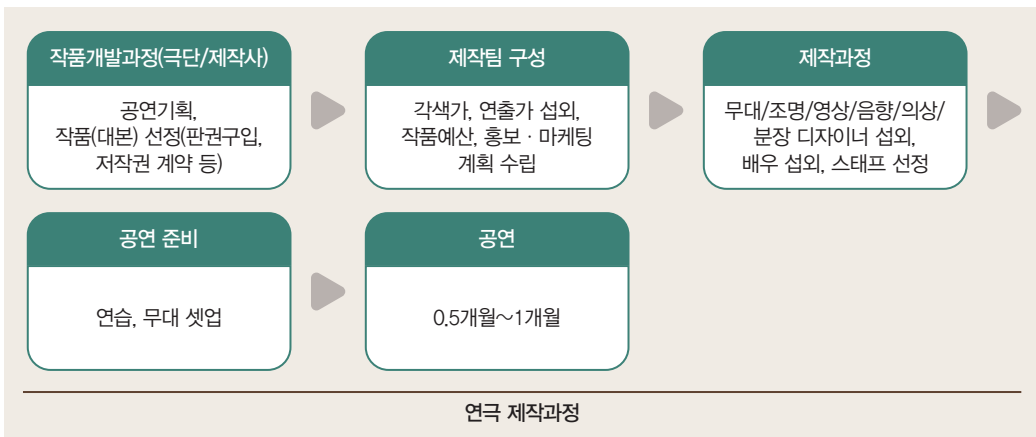 작품개발과정(극단/제작사)
공연기획,
작품(대본) 선정(판권구입,
저작권 계약 등)
제작팀 구성
각색가, 연출가 섭외,
작품예산, 홍보 · 마케팅
계획 수립
제작과정
무대/조명/영상/음향/의상/
분장 디자이너 섭외,
배우 섭외, 스태프 선정
공연 준비
연습, 무대 셋업
공연
0.5개월~1개월
연극 제작과정